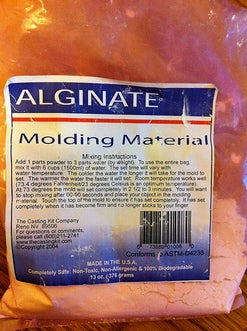 ALGINATE
Molding Material
Mixing Instructions
Add 1 parts powder to 3 parts water (by weight). To use the entire bag,
mix it with 6 cups (1500ml) of water. The set time will vary with
water temperature. The colder the water the longer it will take for the mold to
set. The warmer the water the faster it will set. Room temperature works well
(73.4 degrees Fahrenheit/23 degrees Celsius is an optimum temperature).
At 73 degrees the mold will set completely in 2 1/2 to 3 minutes. You will want
to stop mixing after 60-90 seconds and pour your object in the molding
material. Touch the top of the mold to ensure it has set completely. It has set
completely when it has become firm and no longer sticks to your finger.
The Casting Kit Company
Reno NV 89506
For questions or comments,
please call (800)211-2741
www.thecastingkit.com
©Copyright 2004
Conforms to ASTM-D4236
MADE IN U.S.A.
Completely Safe: Non-Toxic, Non-Allergenic & 100% Biodegradable
13 oz. / 376 grams